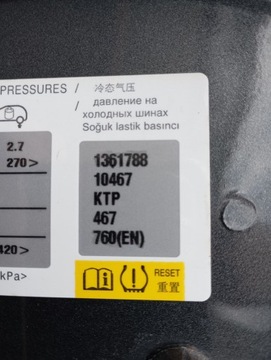 PRESSURES / 冷态气压
/ давление на
холодных шинах
Soğuk lastik basıncı
2.7
270>
420>
kPa>
1361788
10467
KTP
467
760(EN)
i
RESET
重置